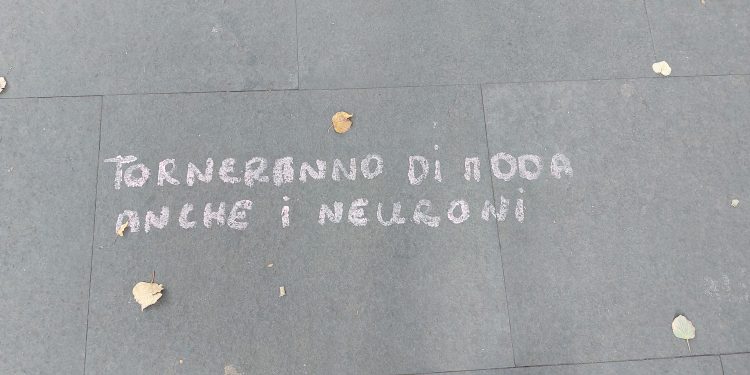 TORNERANNO Di MODA
ANCHE i NEURONi